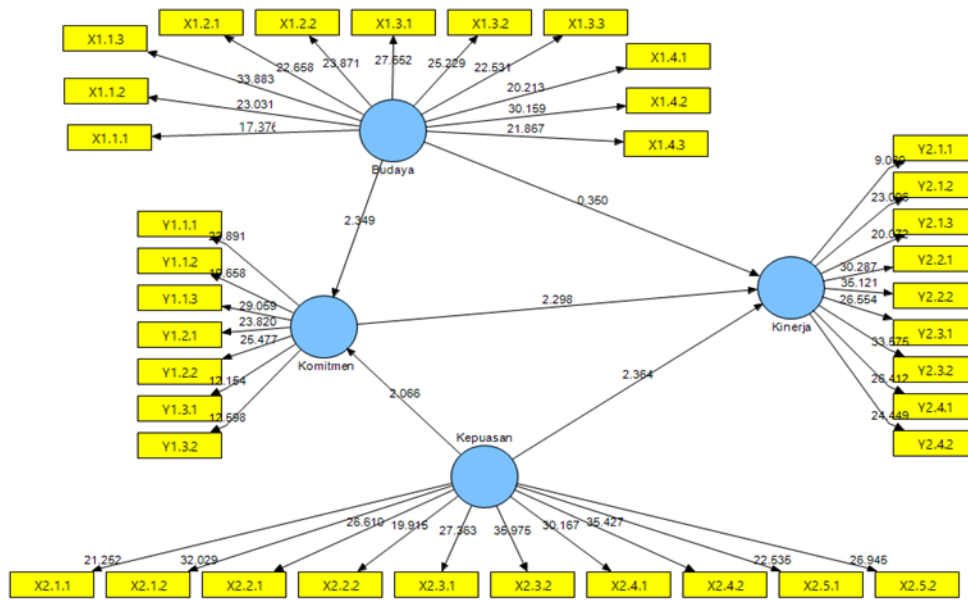 X1.2.1
X1.2.2
X1.3.1
X1.3.2
X1.3.3
X1.1.3
X1.1.2
X1.1.1
X1.4.1
X1.4.2
X1.4.3
33.883
22.658
23.871
27.652
25.229
22.531
20.213
30.159
21.867
23.031
17.376
Budaya
2.349
0.350
Y1.1.1
Y1.1.2
Y1.1.3
Y1.2.1
Y1.2.2
Y1.3.1
Y1.3.2
29.059
23.820
25.477
12.154
12.598
Komitmen
2.298
2.066
2.364
Y2.1.1
Y2.1.2
Y2.1.3
Y2.2.1
Y2.2.2
Y2.3.1
Y2.3.2
Y2.4.1
Y2.4.2
20.072
30.287
35.121
26.554
33.575
26.412
24.449
Kinerja
Kepuasan
21.252
32.029
26.610
19.915
27.363
35.975
30.167
35.427
22.535
26.945
X2.1.1
X2.1.2
X2.2.1
X2.2.2
X2.3.1
X2.3.2
X2.4.1
X2.4.2
X2.5.1
X2.5.2